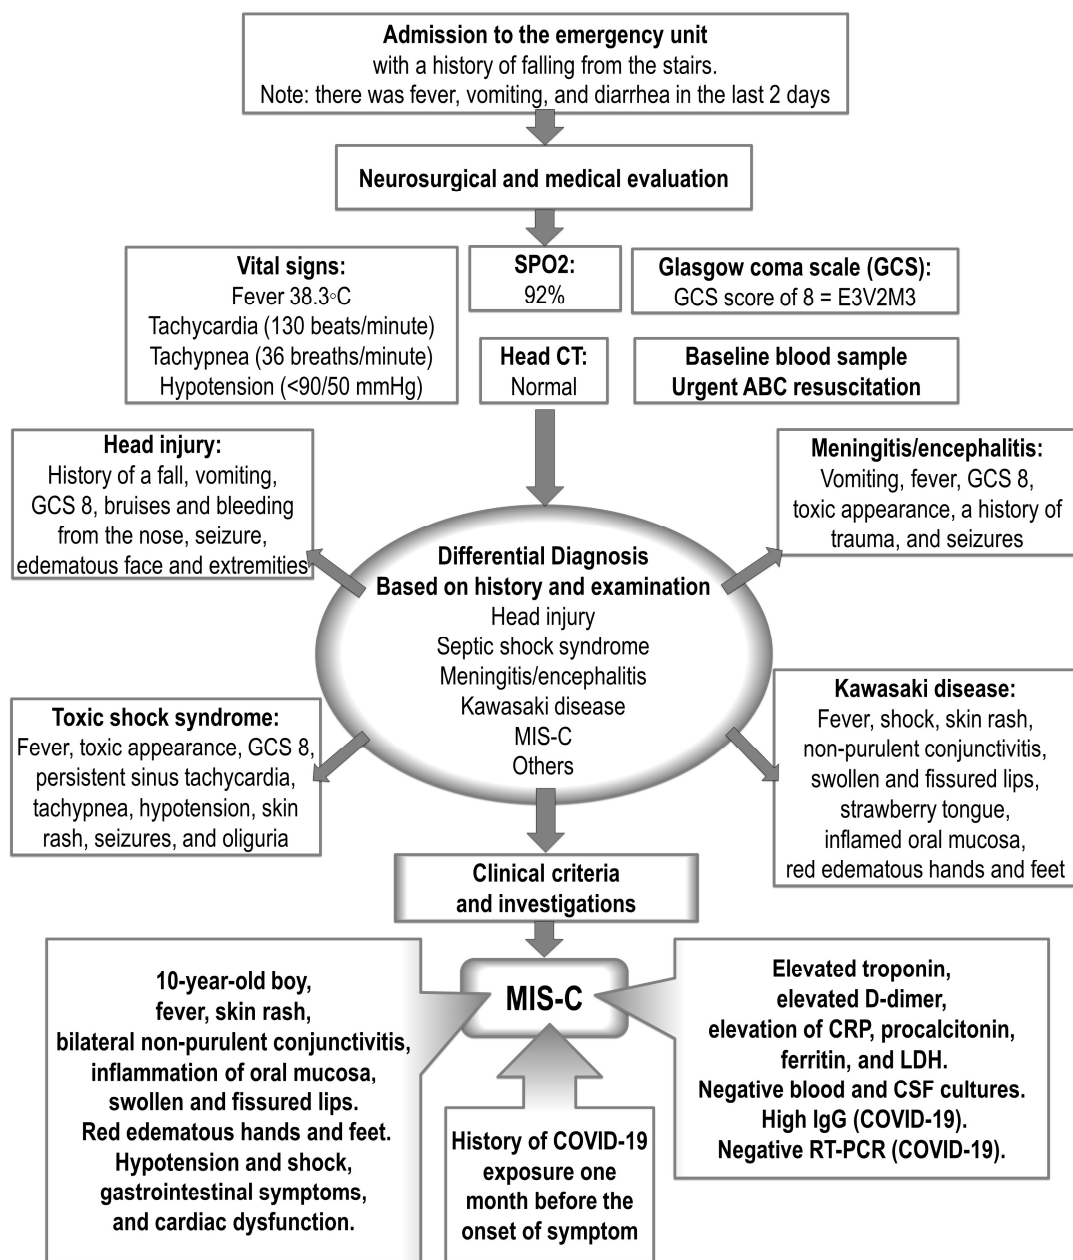 Admission to the emergency unit
with a history of falling from the stairs.
Note: there was fever, vomiting, and diarrhea in the last 2 days
Neurosurgical and medical evaluation
Vital signs:
Fever 38.3◦C
Tachycardia (130 beats/minute)
Tachypnea (36 breaths/minute)
Hypotension (<90/50 mmHg)
SPO2:
92%
Glasgow coma scale (GCS):
GCS score of 8 = E3V2M3
Head CT:
Normal
Baseline blood sample
Urgent ABC resuscitation
Head injury:
History of a fall, vomiting,
GCS 8, bruises and bleeding
from the nose, seizure,
edematous face and extremities
Meningitis/encephalitis:
Vomiting, fever, GCS 8,
toxic appearance, a history of
trauma, and seizures
Differential Diagnosis
Based on history and examination
Head injury
Septic shock syndrome
Meningitis/encephalitis
Kawasaki disease
MIS-C
Others
Toxic shock syndrome:
Fever, toxic appearance, GCS 8,
persistent sinus tachycardia,
tachypnea, hypotension, skin
rash, seizures, and oliguria
Kawasaki disease:
Fever, shock, skin rash,
non-purulent conjunctivitis,
swollen and fissured lips,
strawberry tongue,
inflamed oral mucosa,
red edematous hands and feet
Clinical criteria
and investigations
MIS-C
10-year-old boy,
fever, skin rash,
bilateral non-purulent conjunctivitis,
inflammation of oral mucosa,
swollen and fissured lips.
Red edematous hands and feet.
Hypotension and shock,
gastrointestinal symptoms,
and cardiac dysfunction.
History of COVID-19
exposure one
month before the
onset of symptom
Elevated troponin,
elevated D-dimer,
elevation of CRP, procalcitonin,
ferritin, and LDH.
Negative blood and CSF cultures.
High IgG (COVID-19).
Negative RT-PCR (COVID-19).